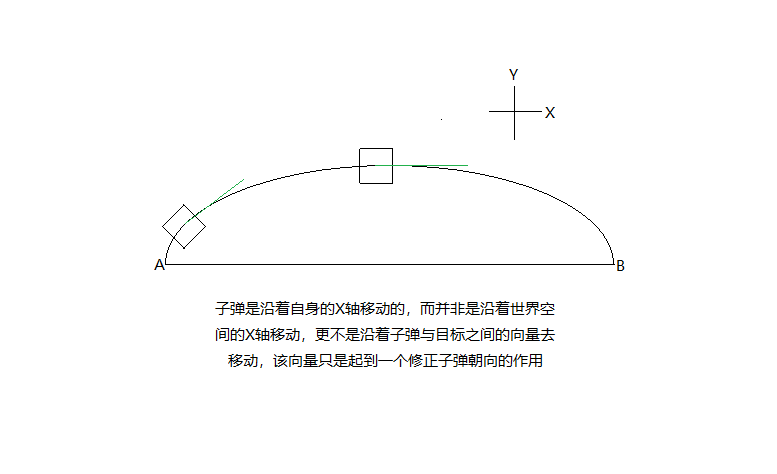 Y
X
A
B
子弹是沿着自身的X轴移动的，而并非是沿着世界空
间的X轴移动，更不是沿着子弹与目标之间的向量去
移动，该向量只是起到一个修正子弹朝向的作用